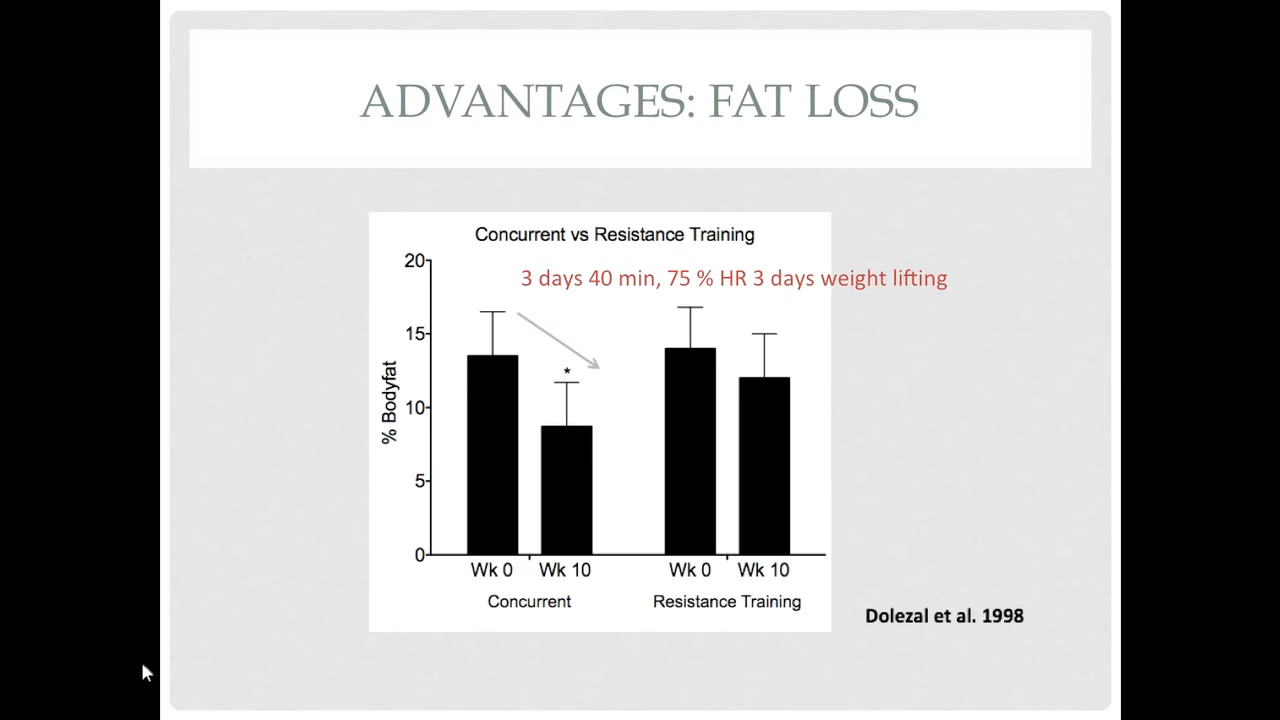 ADVANTAGES: FAT LOSS
Concurrent vs Resistance Training
3 days 40 min, 75 % HR 3 days weight lifting
20
15
10
5
0
% Bodyfat
*
Wk 0 Wk 10 Wk 0 Wk 10
Concurrent Resistance Training
Dolezal et al. 1998